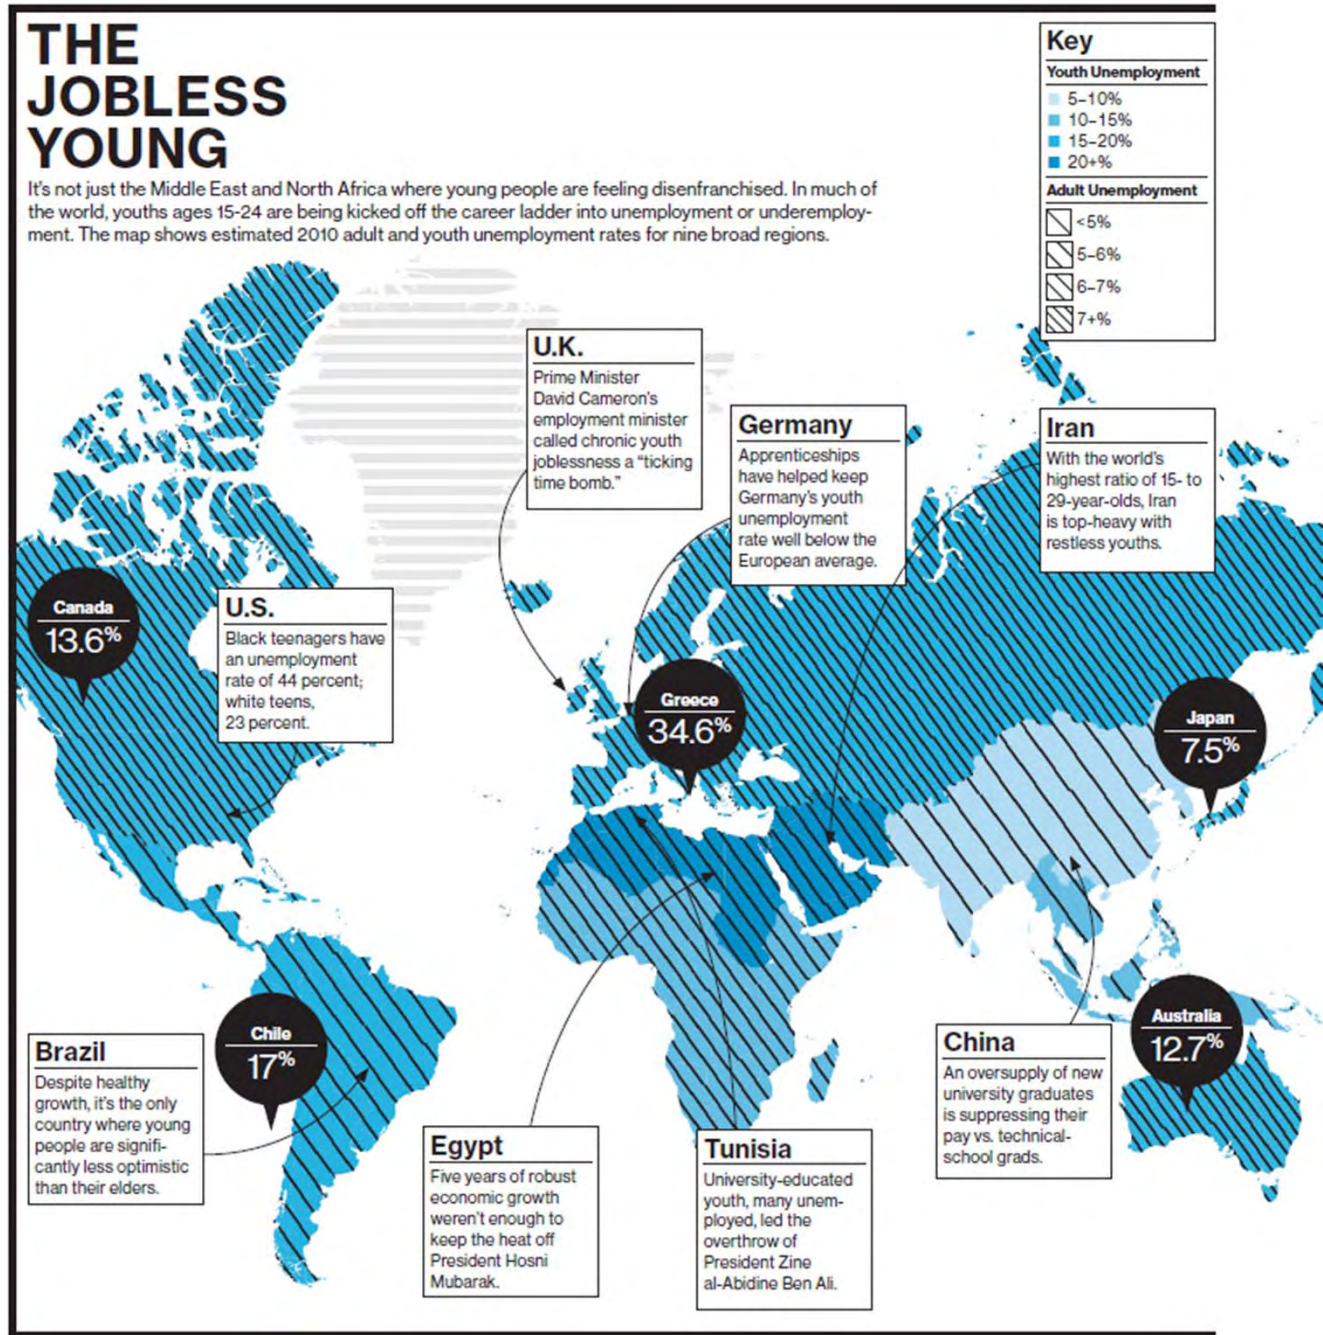 THE
JOBLESS
YOUNG
It's not just the Middle East and North Africa where young people are feeling disenfranchised. In much of
the world, youths ages 15-24 are being kicked off the career ladder into unemployment or underemploy-
ment. The map shows estimated 2010 adult and youth unemployment rates for nine broad regions.
Key
Youth Unemployment
5–10%
10–15%
15–20%
20+%
Adult Unemployment
<5%
5–6%
6–7%
7+%
U.K.
Prime Minister
David Cameron's
employment minister
called chronic youth
joblessness a “ticking
time bomb.”
Germany
Apprenticeships
have helped keep
Germany's youth
unemployment
rate well below the
European average.
Iran
With the world's
highest ratio of 15- to
29-year-olds, Iran
is top-heavy with
restless youths.
Canada
13.6%
U.S.
Black teenagers have
an unemployment
rate of 44 percent;
white teens,
23 percent.
Greece
34.6%
Japan
7.5%
Chile
17%
Australia
12.7%
Brazil
Despite healthy
growth, it's the only
country where young
people are signifi-
cantly less optimistic
than their elders.
Egypt
Five years of robust
economic growth
weren't enough to
keep the heat off
President Hosni
Mubarak.
Tunisia
University-educated
youth, many unem-
ployed, led the
overthrow of
President Zine
al-Abidine Ben Ali.
China
An oversupply of new
university graduates
is suppressing their
pay vs. technical-
school grads.